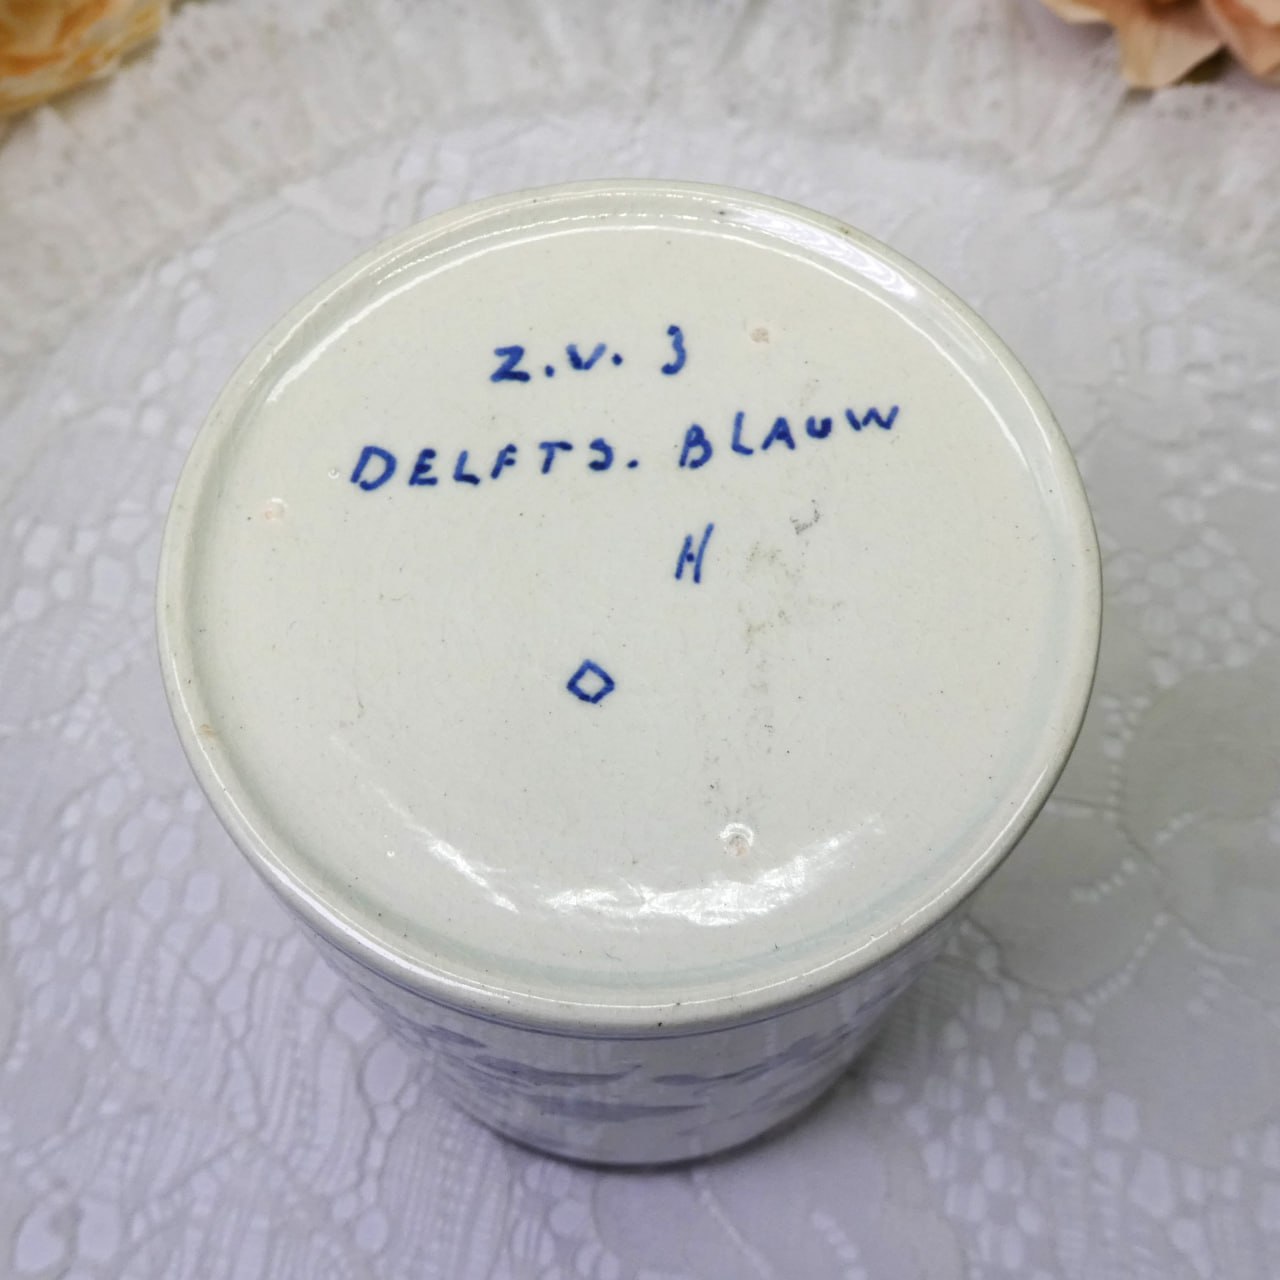 Z.V. 3
DELFTS. BLAUW
H